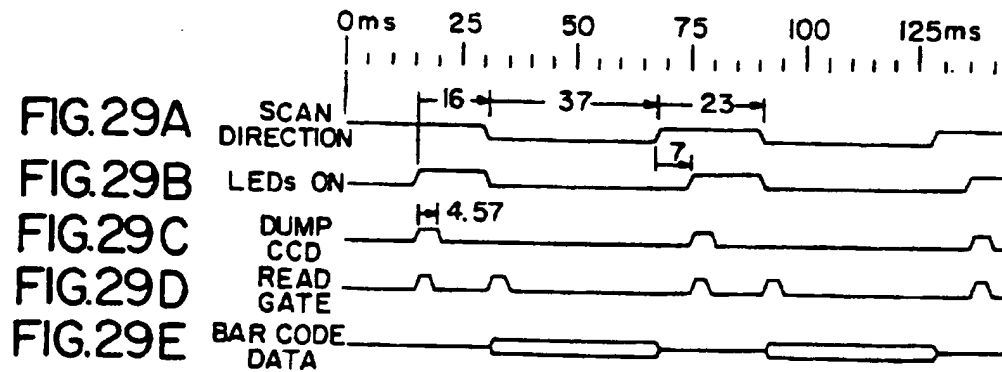 0ms 25 50 75 100 125ms
16 37 23
FIG.29A SCAN DIRECTION
7
FIG.29B LEDs ON
4.57
FIG.29C DUMP CCD
FIG.29D READ GATE
FIG.29E BAR CODE DATA